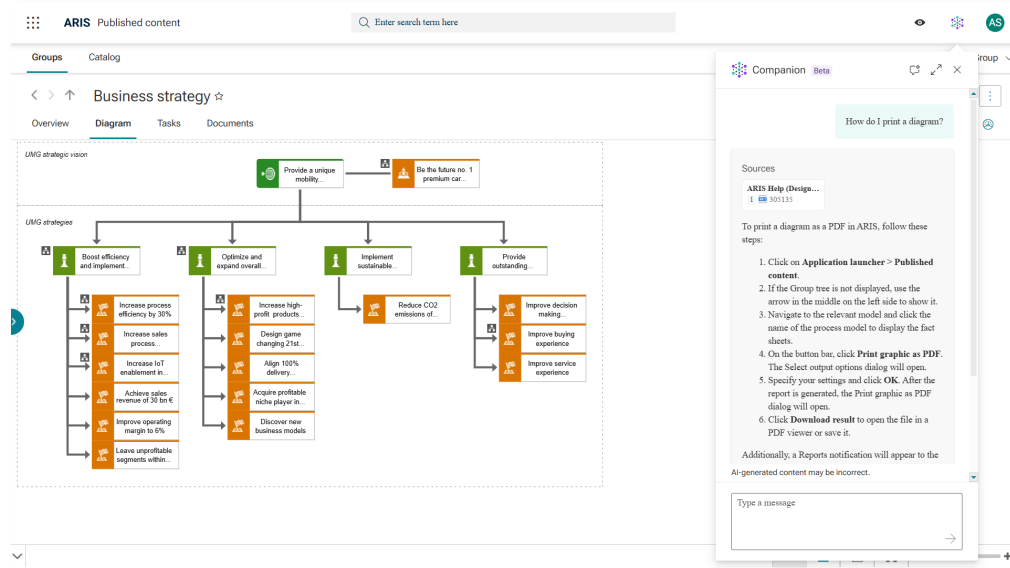 ARIS Published content
Enter search term here
AS
Groups
Catalog
Business strategy
Overview
Diagram
Tasks
Documents
UMG strategic vision
Provide a unique
mobility...
Be the future no. 1
premium car...
UMG strategies
Boost efficiency
and implement...
Optimize and
expand overall...
Implement
sustainable...
Provide
outstanding...
Increase process
efficiency by 30%
Increase sales
process...
Increase IoT
enablement in...
Achieve sales
revenue of 30 bn €
Improve operating
margin to 6%
Leave unprofitable
segments within...
Increase high-
profit products...
Design game
changing 21st...
Align 100%
delivery...
Acquire profitable
niche player in...
Discover new
business models
Reduce CO2
emissions of...
Improve decision
making...
Improve buying
experience
Improve service
experience
Companion Beta
How do I print a diagram?
Sources
ARIS Help (Design...
1 305135
To print a diagram as a PDF in ARIS, follow these
steps:
1. Click on Application launcher > Published
content.
2. If the Group tree is not displayed, use the
arrow in the middle on the left side to show it.
3. Navigate to the relevant model and click the
name of the process model to display the fact
sheets.
4. On the button bar, click Print graphic as PDF.
The Select output options dialog will open.
5. Specify your settings and click OK. After the
report is generated, the Print graphic as PDF
dialog will open.
6. Click Download result to open the file in a
PDF viewer or save it.
Additionally, a Reports notification will appear to the
AI-generated content may be incorrect.
Type a message